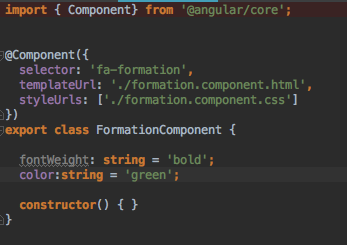 import { Component} from '@angular/core';
@Component({
selector: 'fa-formation',
templateUrl: './formation.component.html',
styleUrls: ['./formation.component.css']
})
export class FormationComponent {
fontWeight: string = 'bold';
color:string = 'green';
constructor() { }
}